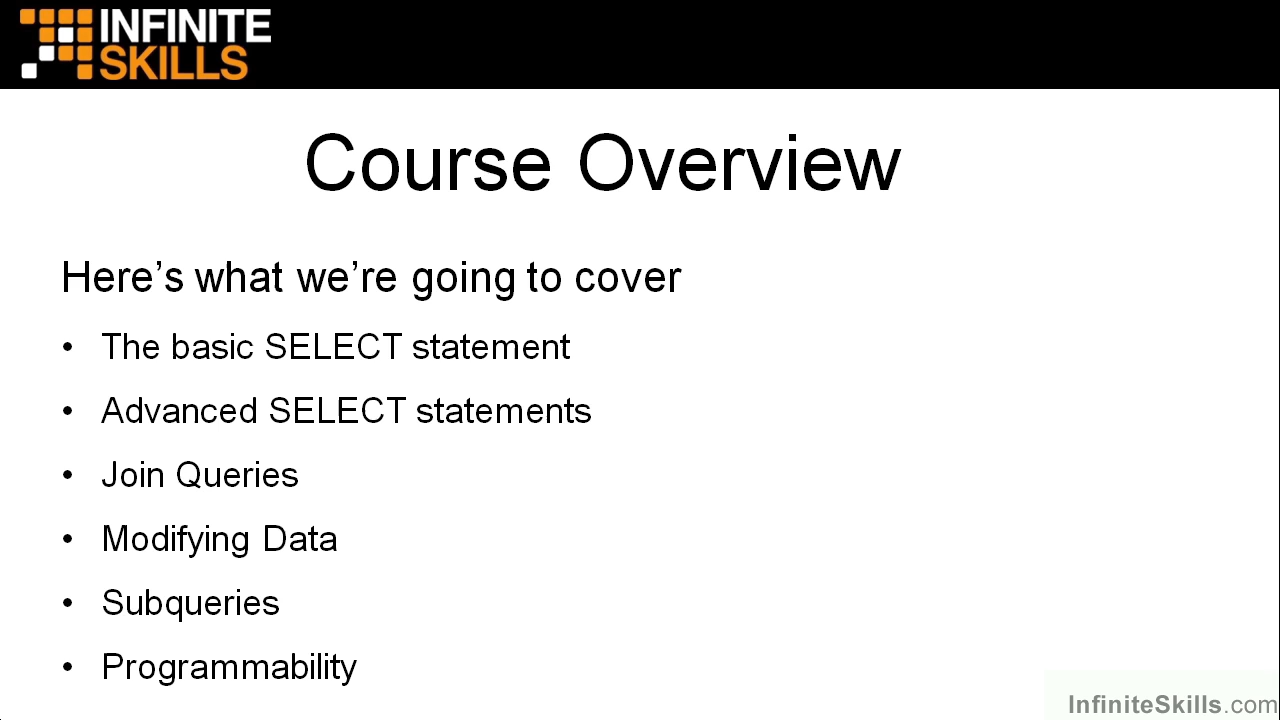 INFINITE
SKILLS
Course Overview
Here's what we're going to cover
• The basic SELECT statement
• Advanced SELECT statements
• Join Queries
• Modifying Data
• Subqueries
• Programmability
InfiniteSkills.com